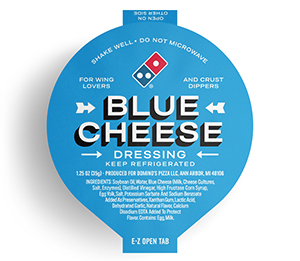 OPEN ON
OTHER SIDE
SHAKE WELL • DO NOT MICROWAVE
FOR WING
LOVERS
AND CRUST
DIPPERS
BLUE
CHEESE
DRESSING
KEEP REFRIGERATED
1.25 OZ (35g) • PRODUCED FOR DOMINO'S PIZZA LLC, ANN ARBOR, MI 48106
INGREDIENTS: Soybean Oil, Water, Blue Cheese (Milk, Cheese Cultures,
Salt, Enzymes), Distilled Vinegar, High Fructose Corn Syrup,
Egg Yolk, Salt, Potassium Sorbate And Sodium Benzoate
Added As Preservatives, Xanthan Gum, Lactic Acid,
Dehydrated Garlic, Natural Flavor, Calcium
Disodium EDTA Added To Protect
Flavor Contains Egg, Milk
E-Z OPEN TAB